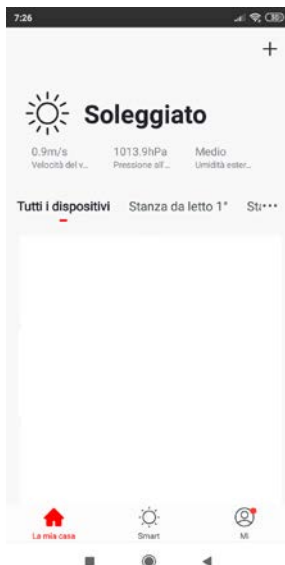 7:26
+
Soleggiato
0.9m/s 1013.9hPa Medio
Velocità del v... Pressione all'... Umidità ester...
Tutti i dispositivi Stanza da letto 1° Sta···
La mia casa Smart Mi